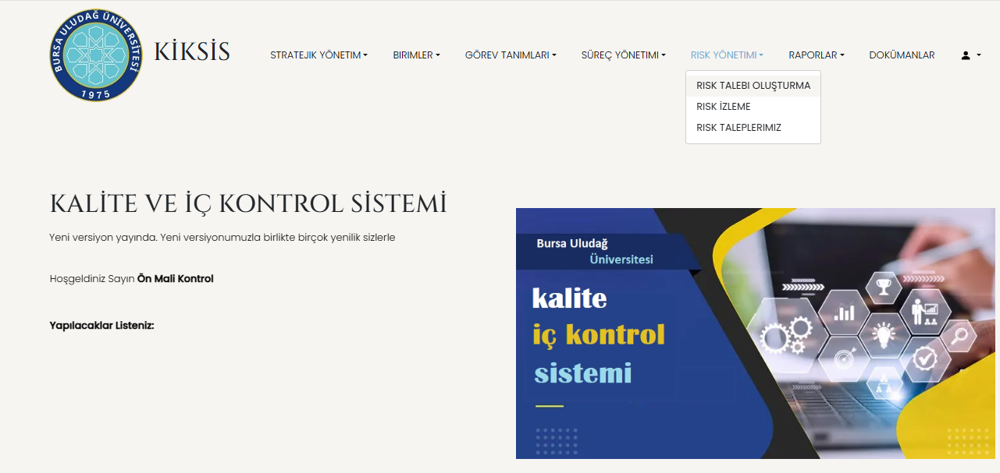 BURSA ULUDAĞ ÜNİVERSİTESİ
1975
KİKSİS
STRATEJIK YÖNETIM
BIRIMLER
GÖREV TANIMLARI
SÜREÇ YÖNETIMI
RISK YÖNETIMI
RAPORLAR
DOKÜMANLAR
RISK TALEBI OLUŞTURMA
RISK İZLEME
RISK TALEPLERIMIZ
KALİTE VE İÇ KONTROL SİSTEMİ
Yeni versiyon yayında. Yeni versiyonumuzla birlikte birçok yenilik sizlerle
Hoşgeldiniz Sayın Ön Mali Kontrol
Yapılacaklar Listeniz:
Bursa Uludağ
Üniversitesi
kalite
iç kontrol
sistemi